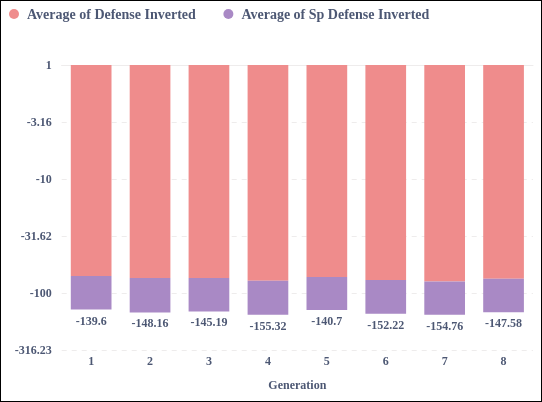 Average of Defense Inverted Average of Sp Defense Inverted
1
-3.16
-10
-31.62
-100
-316.23
-139.6 -148.16 -145.19 -155.32 -140.7 -152.22 -154.76 -147.58
1 2 3 4 5 6 7 8
Generation